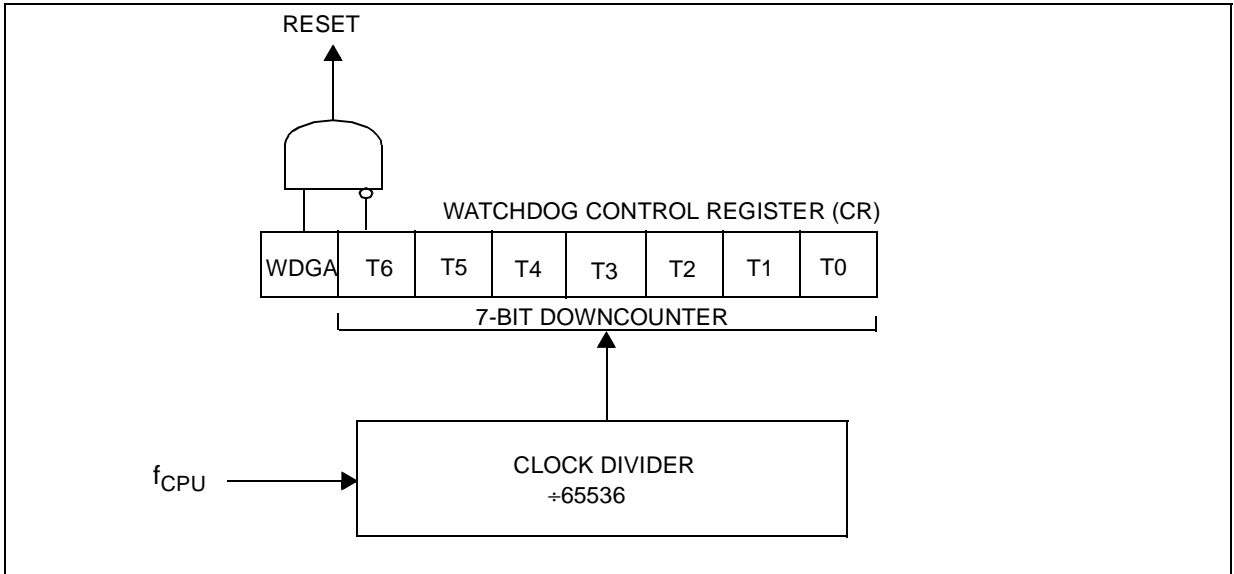 RESET
WATCHDOG CONTROL REGISTER (CR)
WDGA T6 T5 T4 T3 T2 T1 T0
7-BIT DOWNCOUNTER
fCPU
CLOCK DIVIDER
÷65536